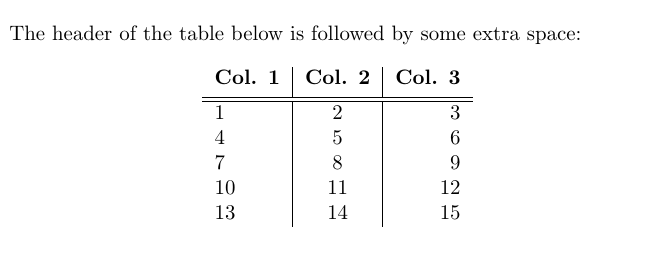 The header of the table below is followed by some extra space:
Col. 1 Col. 2 Col. 3
1 2 3
4 5 6
7 8 9
10 11 12
13 14 15